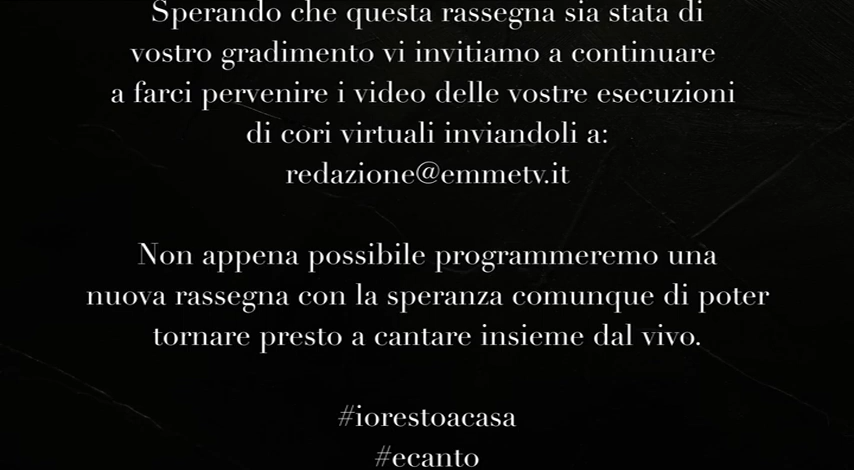 Sperando che questa rassegna sia stata di
vostro gradimento vi invitiamo a continuare
a farci pervenire i video delle vostre esecuzioni
di cori virtuali inviandoli a:
redazione@emmetv.it
Non appena possibile programmeremo una
nuova rassegna con la speranza comunque di poter
tornare presto a cantare insieme dal vivo.
#iorestoacasa
#ecanto